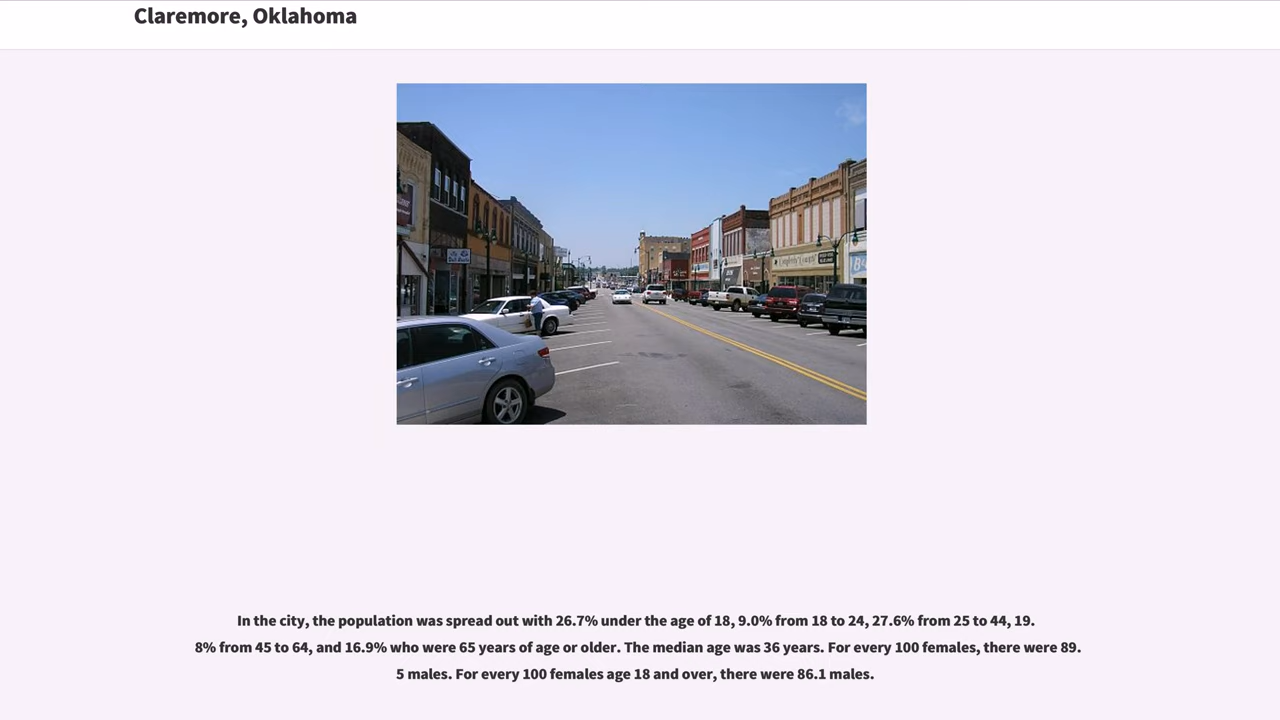 Claremore, Oklahoma
In the city, the population was spread out with 26.7% under the age of 18, 9.0% from 18 to 24, 27.6% from 25 to 44, 19.
8% from 45 to 64, and 16.9% who were 65 years of age or older. The median age was 36 years. For every 100 females, there were 89.
5 males. For every 100 females age 18 and over, there were 86.1 males.